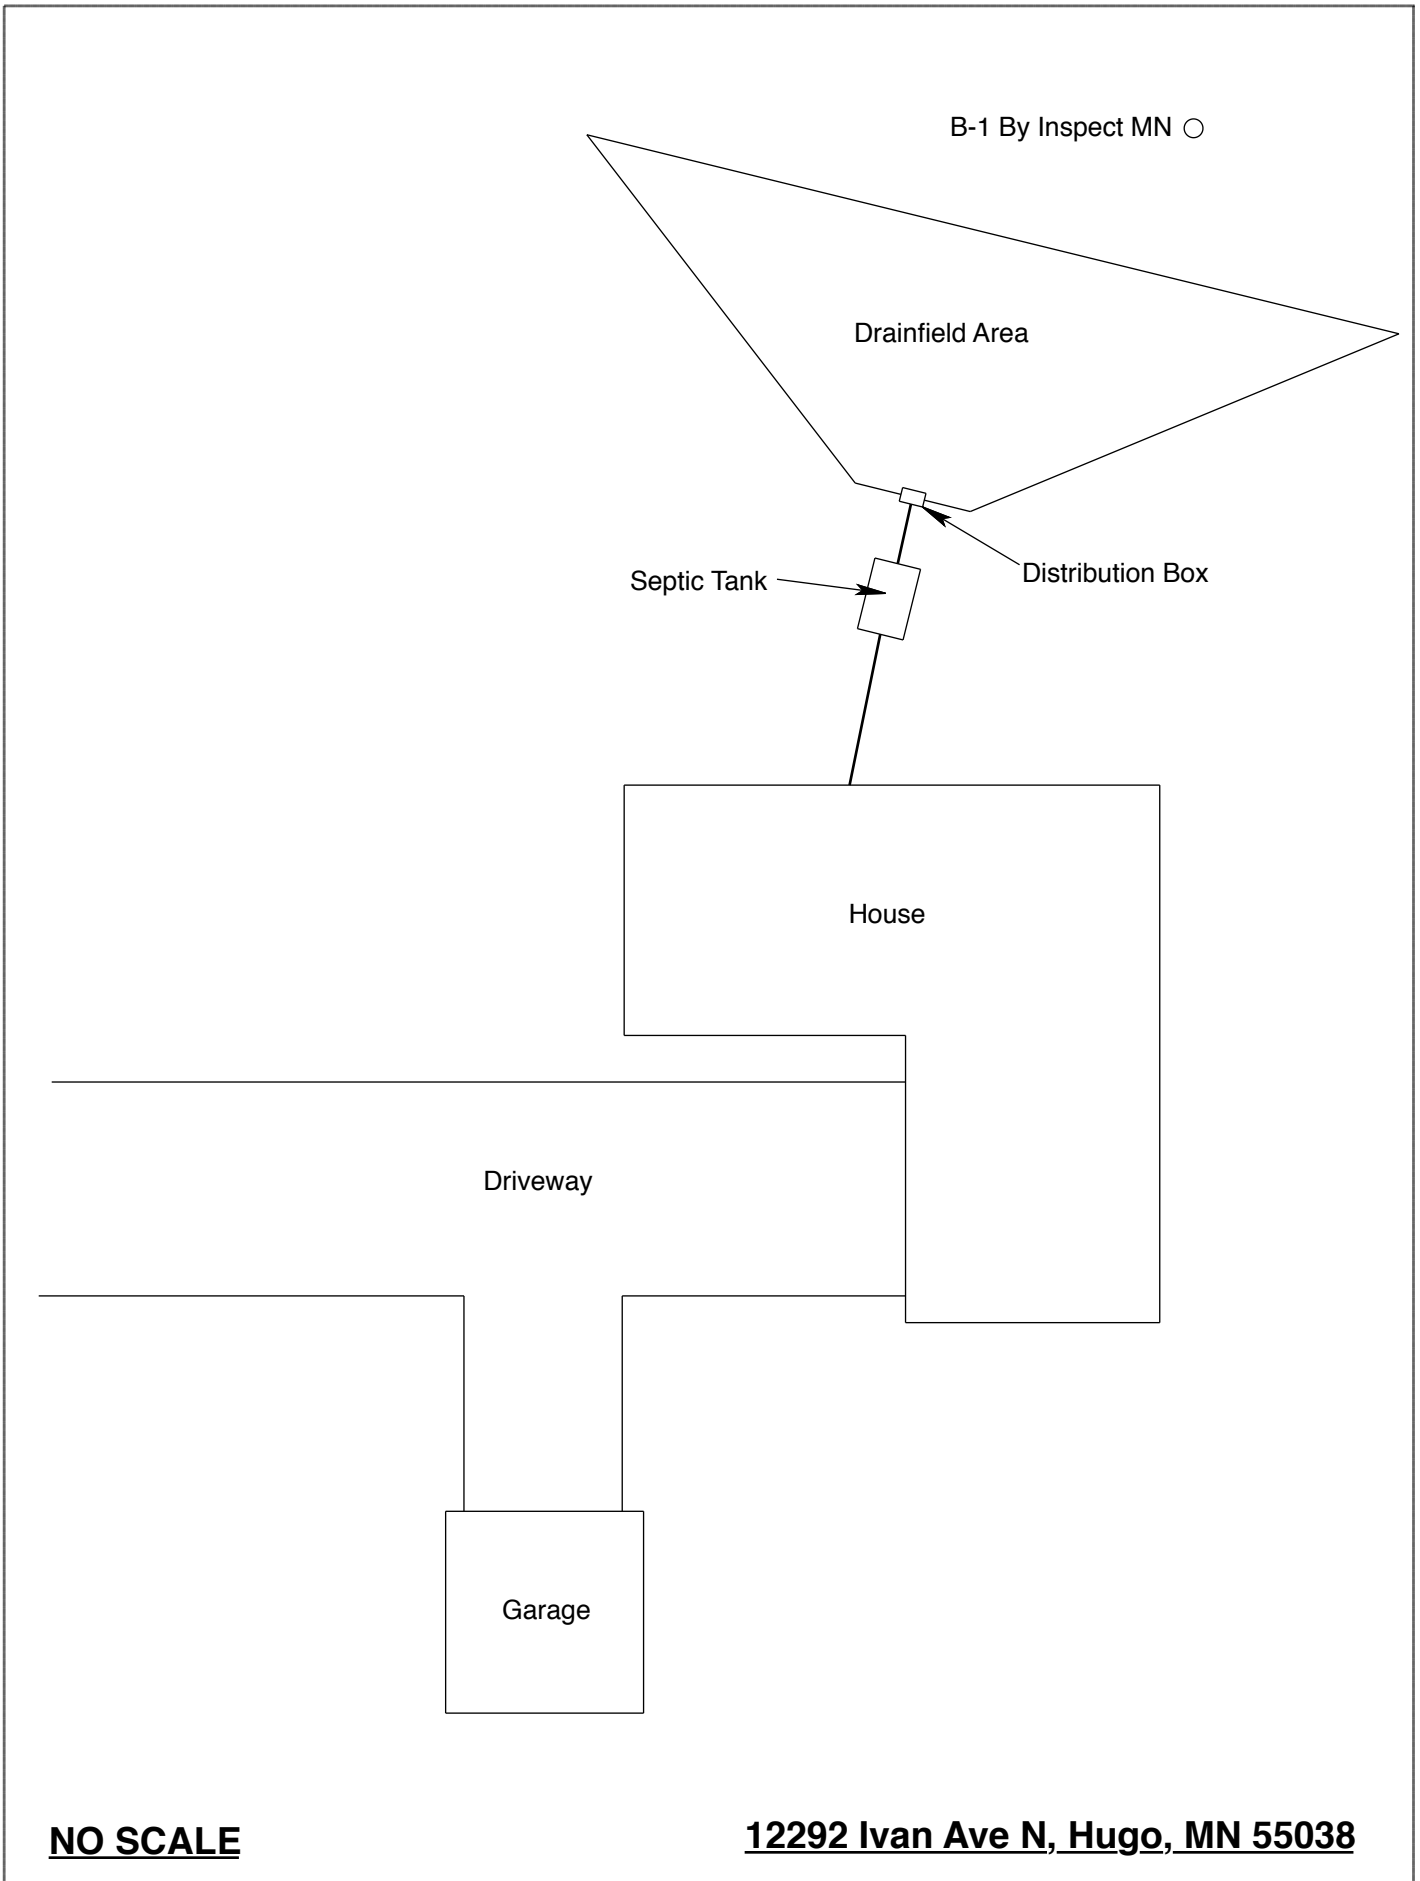 B-1 By Inspect MN
Drainfield Area
Septic Tank
Distribution Box
House
Driveway
Garage
NO SCALE
12292 Ivan Ave N, Hugo, MN 55038